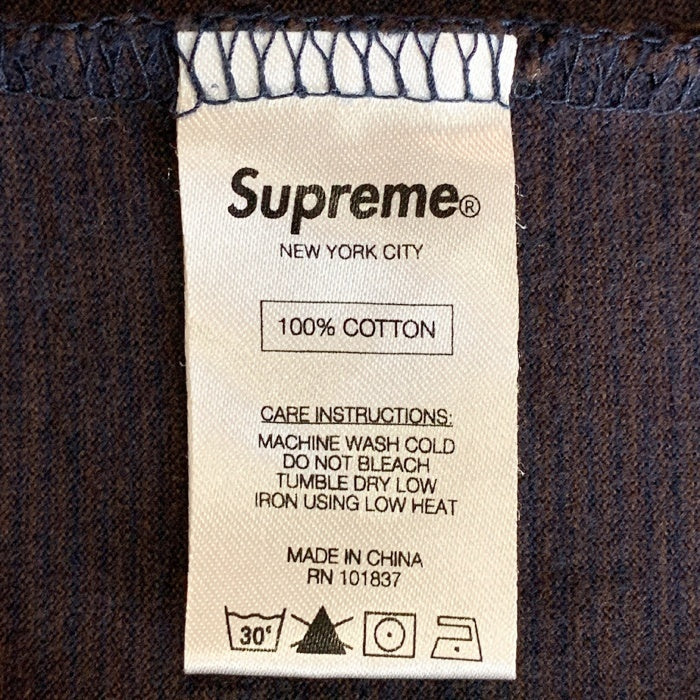 Supreme®
NEW YORK CITY
100% COTTON
CARE INSTRUCTIONS:
MACHINE WASH COLD
DO NOT BLEACH
TUMBLE DRY LOW
IRON USING LOW HEAT
MADE IN CHINA
RN 101837
30°